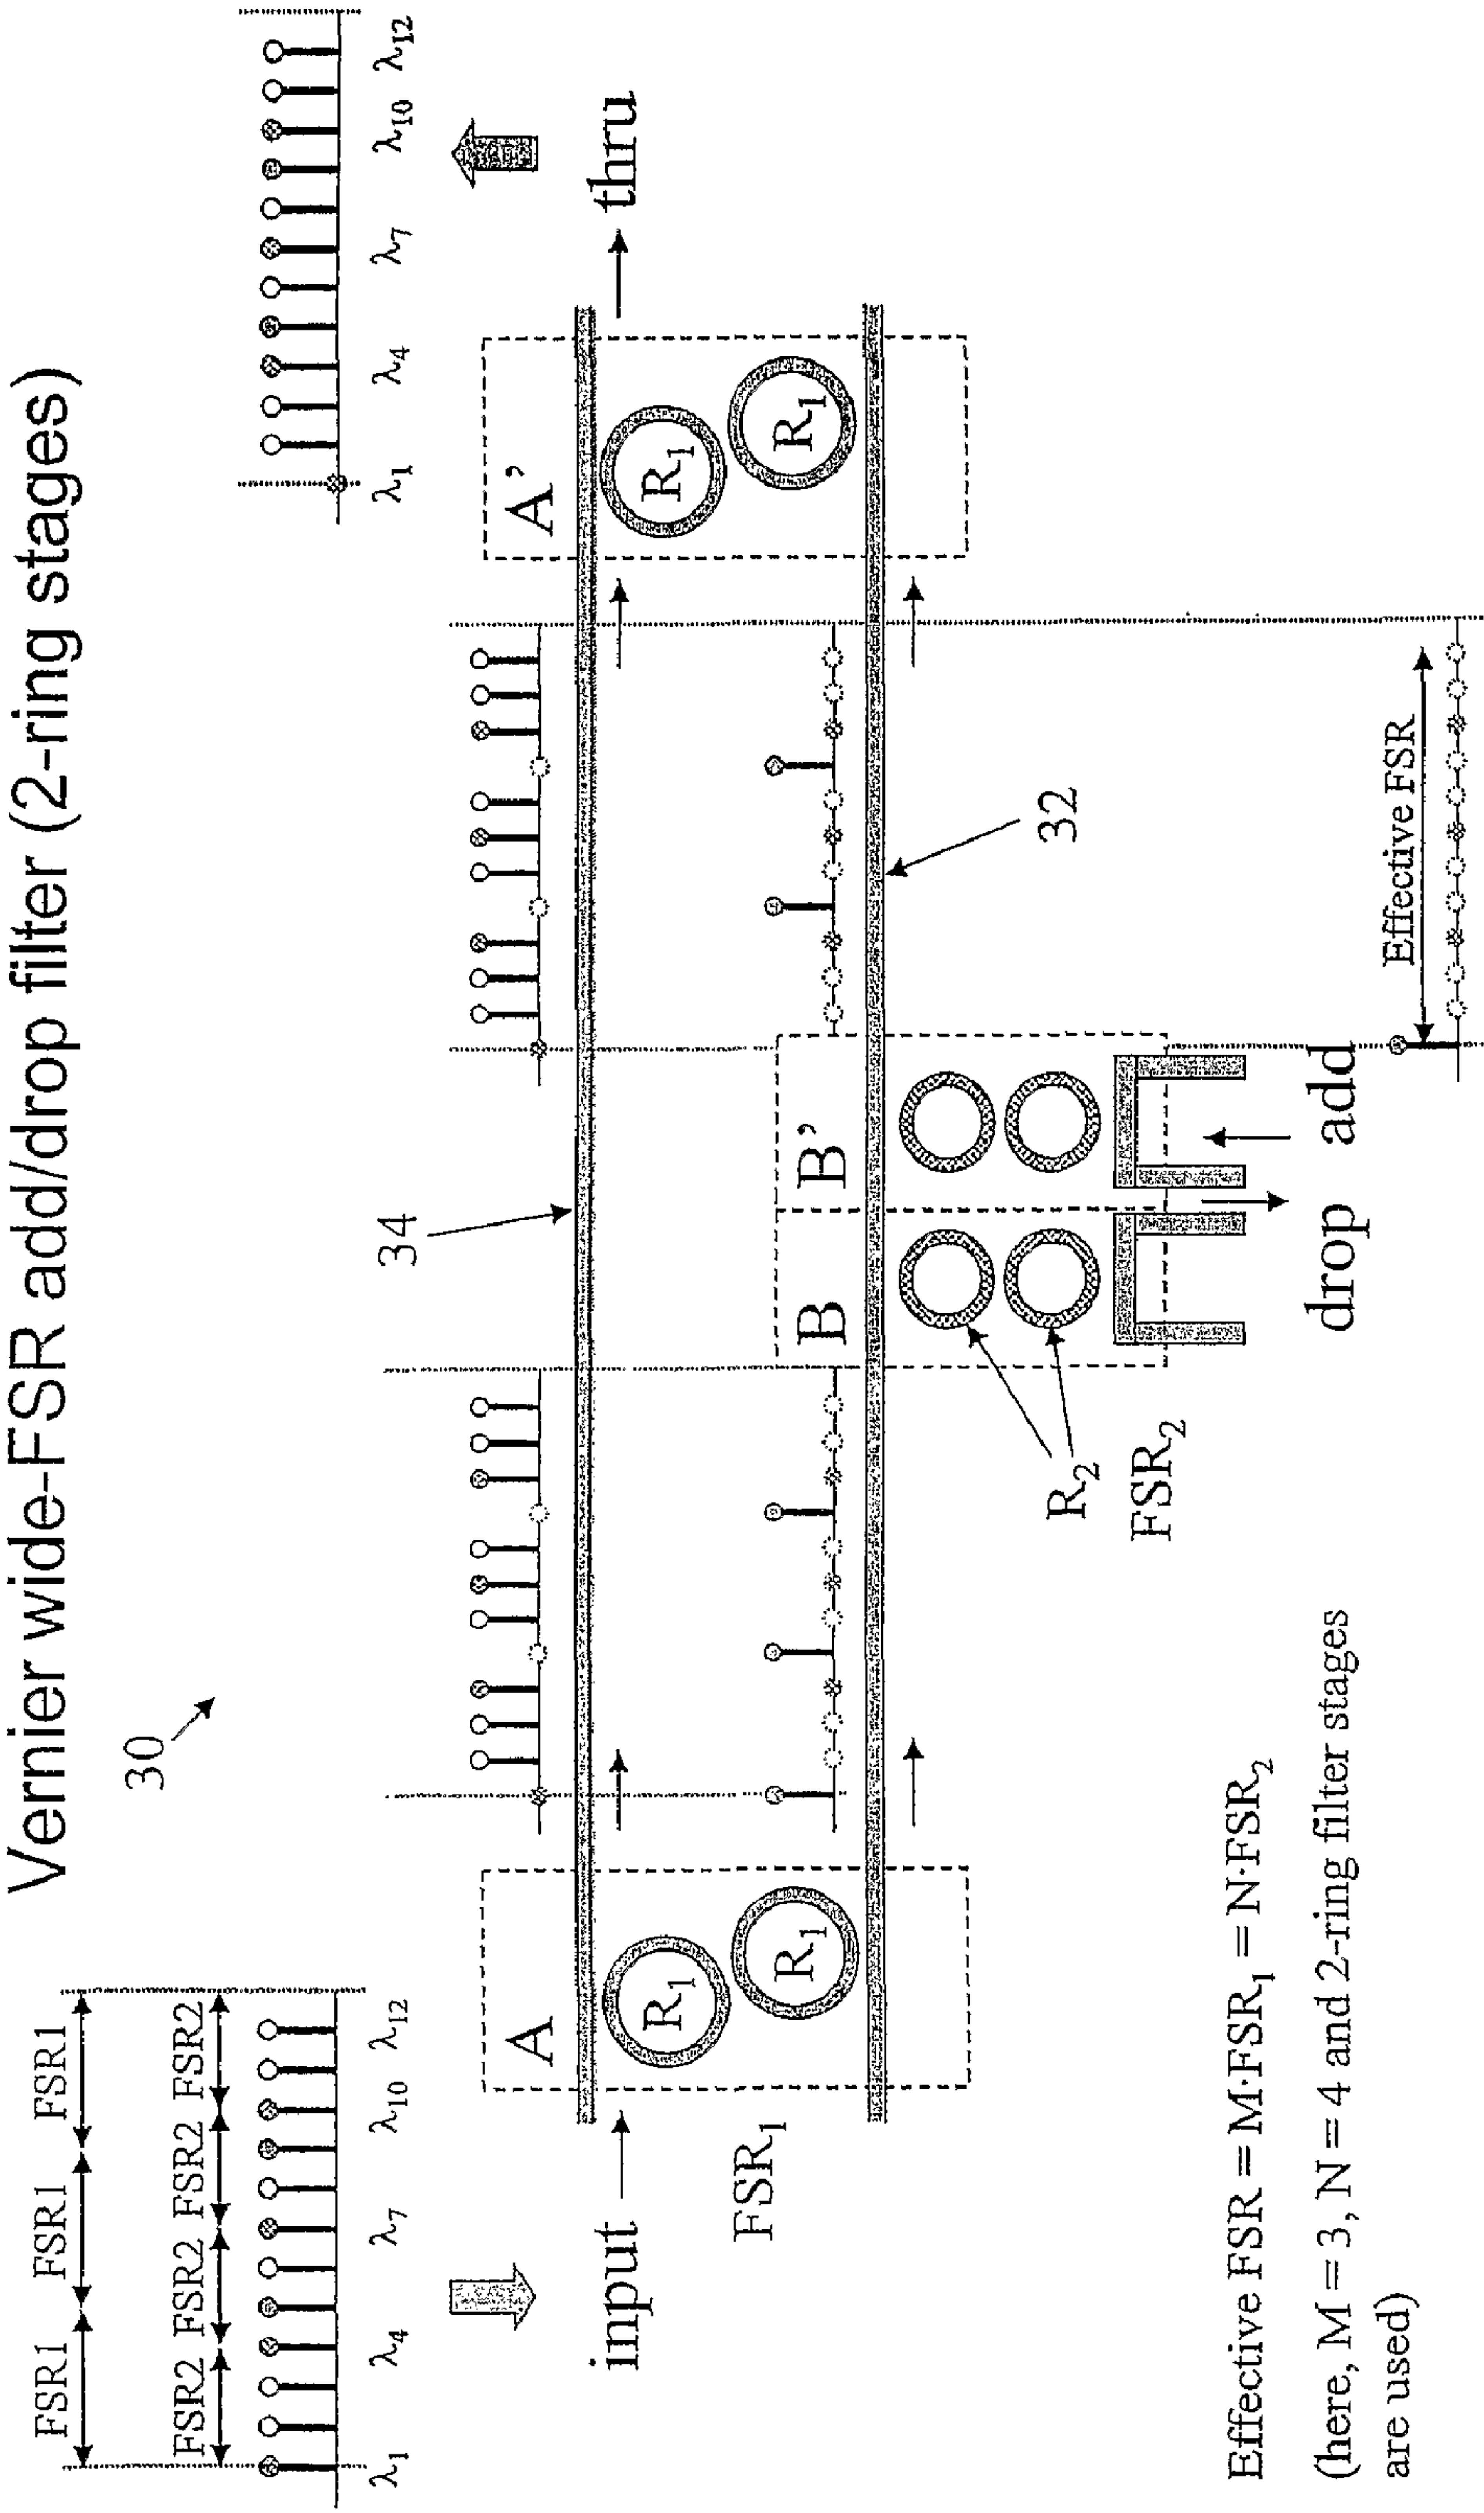 Vernier wide-FSR add/drop filter (2-ring stages)
30
FSR1 FSR1 FSR1
FSR2 FSR2 FSR2 FSR2
λ1 λ4 λ7 λ10 λ12
λ1 λ4 λ7 λ10 λ12
34
A
A'
input
thru
R1
R1
R1
R1
FSR1
B
B'
32
R2
FSR2
drop add
Effective FSR
Effective FSR = M·FSR1 = N·FSR2
(here, M = 3, N = 4 and 2-ring filter stages
are used)